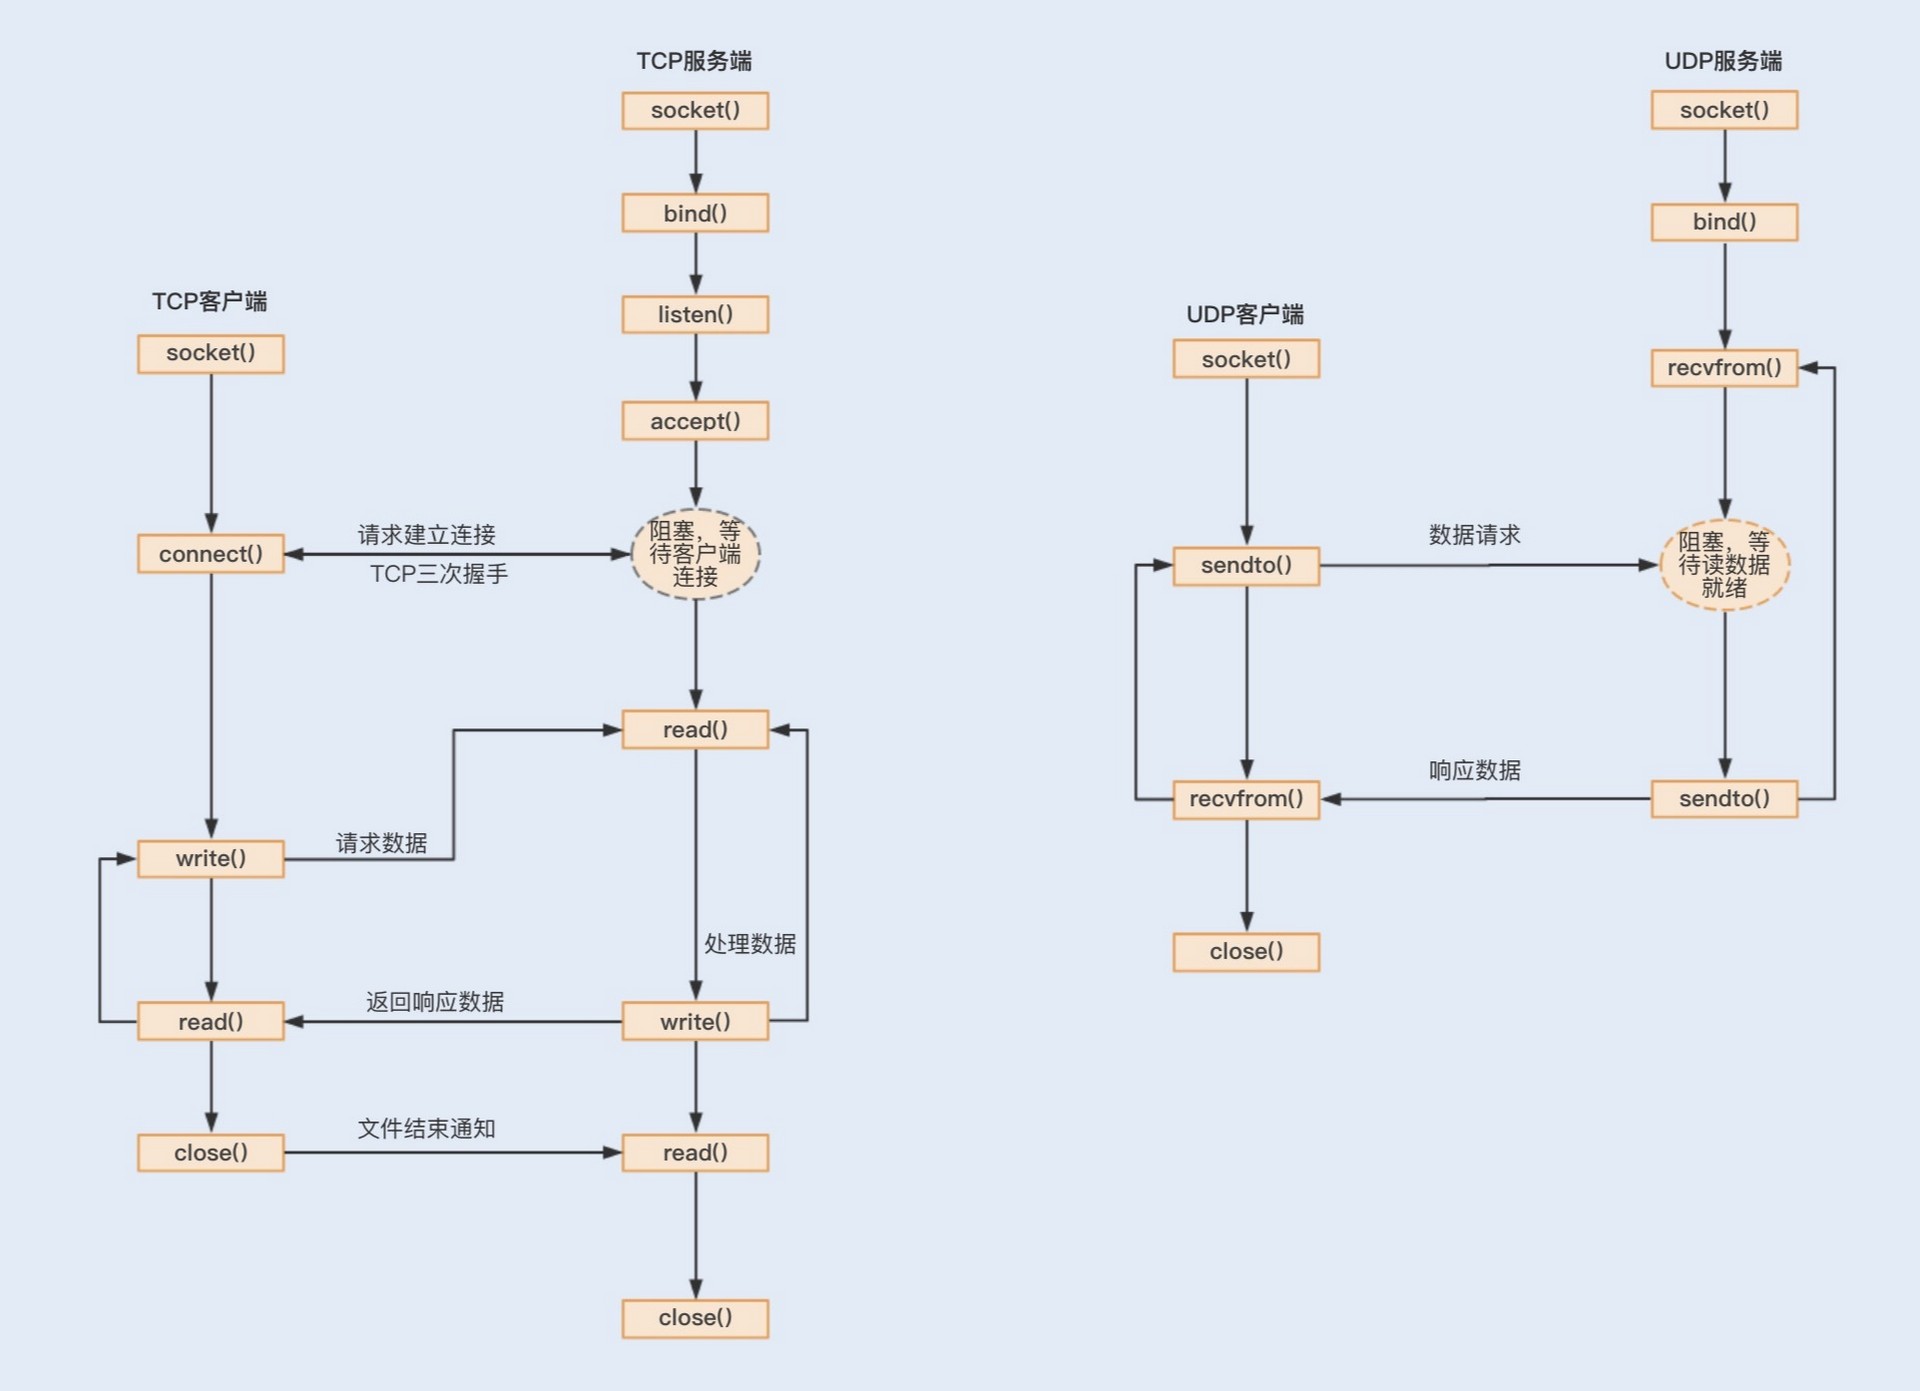 TCP服务端
socket()
bind()
listen()
accept()
阻塞，等
待客户端
连接
read()
处理数据
write()
read()
close()
TCP客户端
socket()
connect()
请求建立连接
TCP三次握手
write()
请求数据
read()
返回响应数据
close()
文件结束通知
UDP服务端
socket()
bind()
recvfrom()
阻塞，等
待读数据
就绪
sendto()
UDP客户端
socket()
sendto()
数据请求
recvfrom()
响应数据
close()